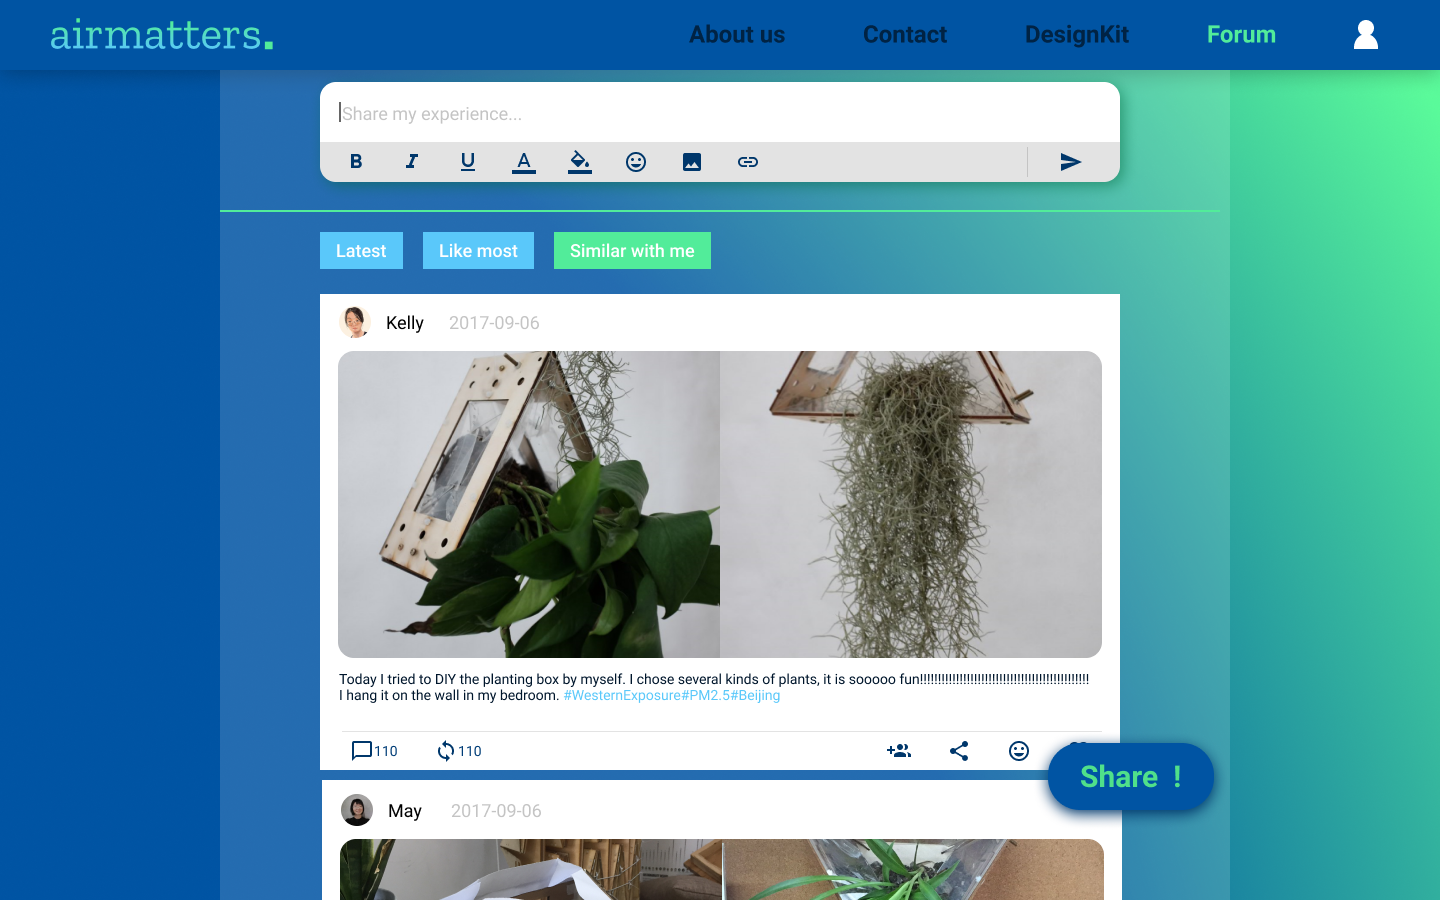 airmatters.
About us
Contact
DesignKit
Forum
Share my experience...
B I U A
Latest
Like most
Similar with me
Kelly
2017-09-06
Today I tried to DIY the planting box by myself. I chose several kinds of plants, it is sooooo fun!!!!!!!!!!!!!!!!!!!!!!!!!!!!!!!!!!!!!!!!!!!!!!!
I hang it on the wall in my bedroom. #WesternExposure#PM2.5#Beijing
110
110
Share !
May
2017-09-06